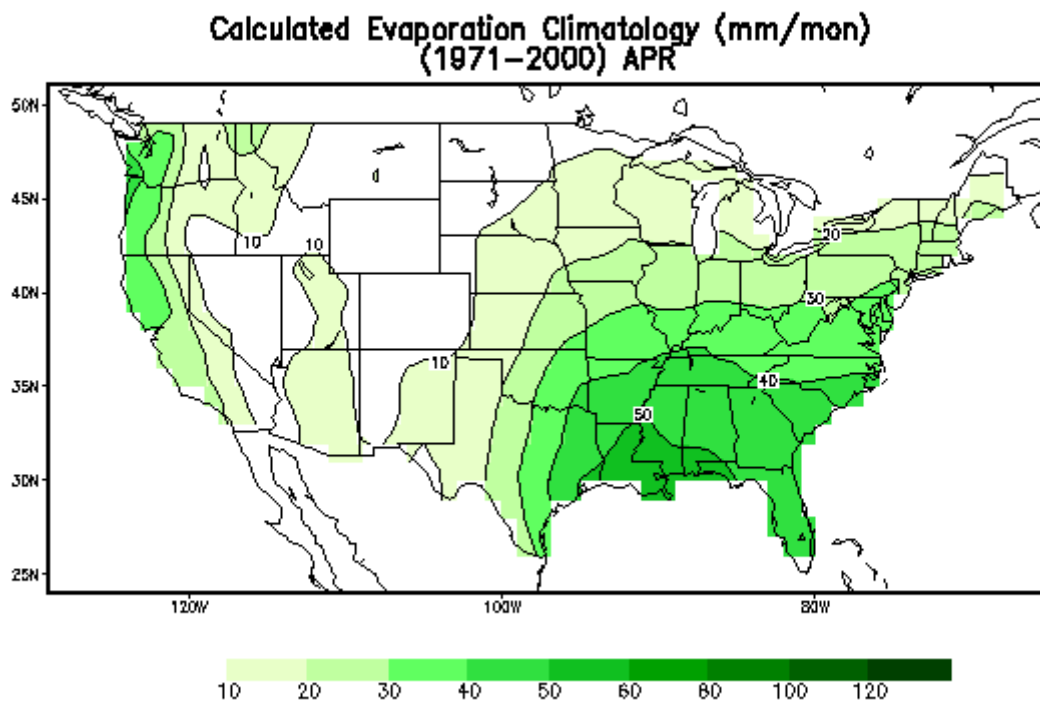 Calculated Evaporation Climatology (mm/mon)
(1971-2000) APR
50N
45N
10
10
20
40N
30
10
35N
40
50
30N
25N
120W
100W
80W
10 20 30 40 50 60 80 100 120